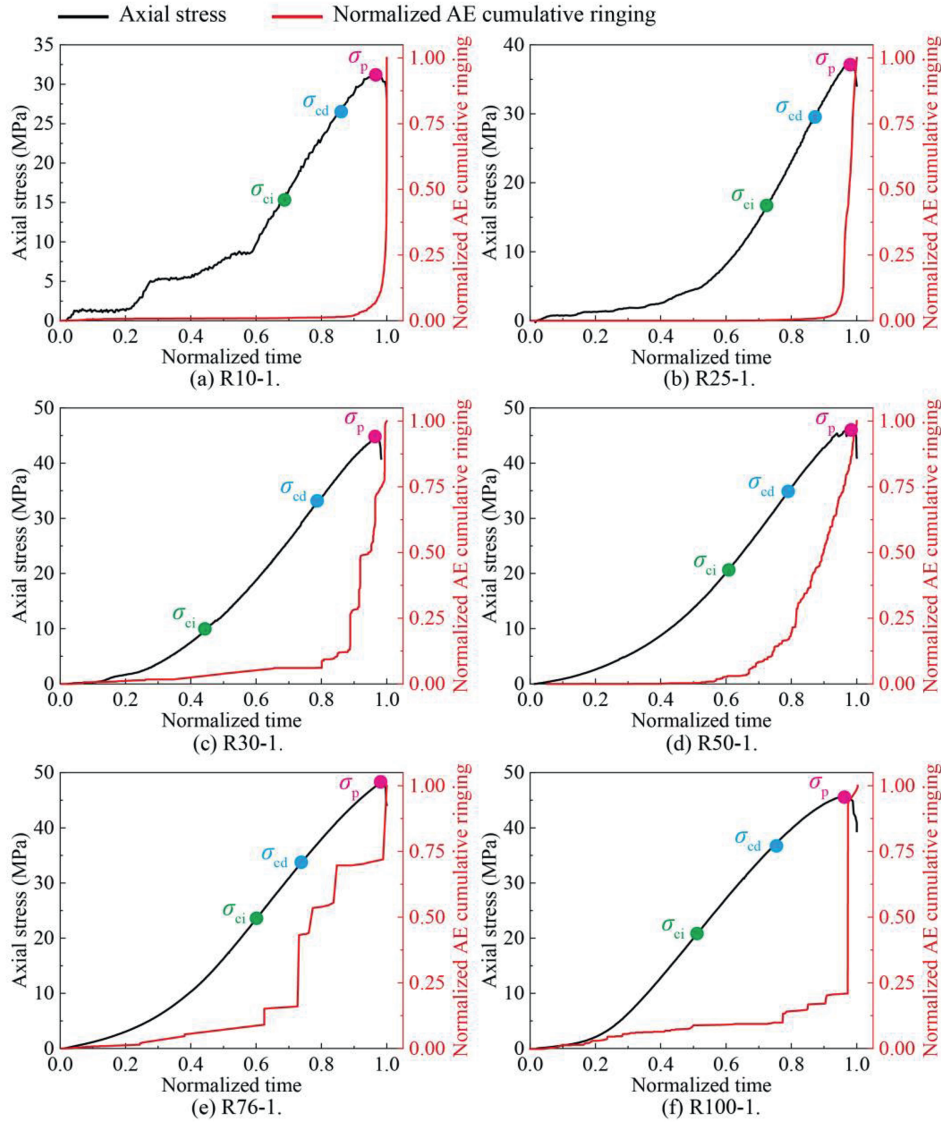 Axial stress Normalized AE cumulative ringing
35
30
25
20
15
10
5
0
Axial stress (MPa)
σp
σcd
σci
1.00
0.75
0.50
0.25
0.00
Normalized AE cumulative ringing
0.0 0.2 0.4 0.6 0.8 1.0
Normalized time
(a) R10-1.
40
30
20
10
0
Axial stress (MPa)
σp
σcd
σci
1.00
0.75
0.50
0.25
0.00
Normalized AE cumulative ringing
0.0 0.2 0.4 0.6 0.8 1.0
Normalized time
(b) R25-1.
50
40
30
20
10
0
Axial stress (MPa)
σp
σcd
σci
1.00
0.75
0.50
0.25
0.00
Normalized AE cumulative ringing
0.0 0.2 0.4 0.6 0.8 1.0
Normalized time
(c) R30-1.
50
40
30
20
10
0
Axial stress (MPa)
σp
σcd
σci
1.00
0.75
0.50
0.25
0.00
Normalized AE cumulative ringing
0.0 0.2 0.4 0.6 0.8 1.0
Normalized time
(d) R50-1.
50
40
30
20
10
0
Axial stress (MPa)
σp
σcd
σci
1.00
0.75
0.50
0.25
0.00
Normalized AE cumulative ringing
0.0 0.2 0.4 0.6 0.8 1.0
Normalized time
(e) R76-1.
50
40
30
20
10
0
Axial stress (MPa)
σp
σcd
σci
1.00
0.75
0.50
0.25
0.00
Normalized AE cumulative ringing
0.0 0.2 0.4 0.6 0.8 1.0
Normalized time
(f) R100-1.